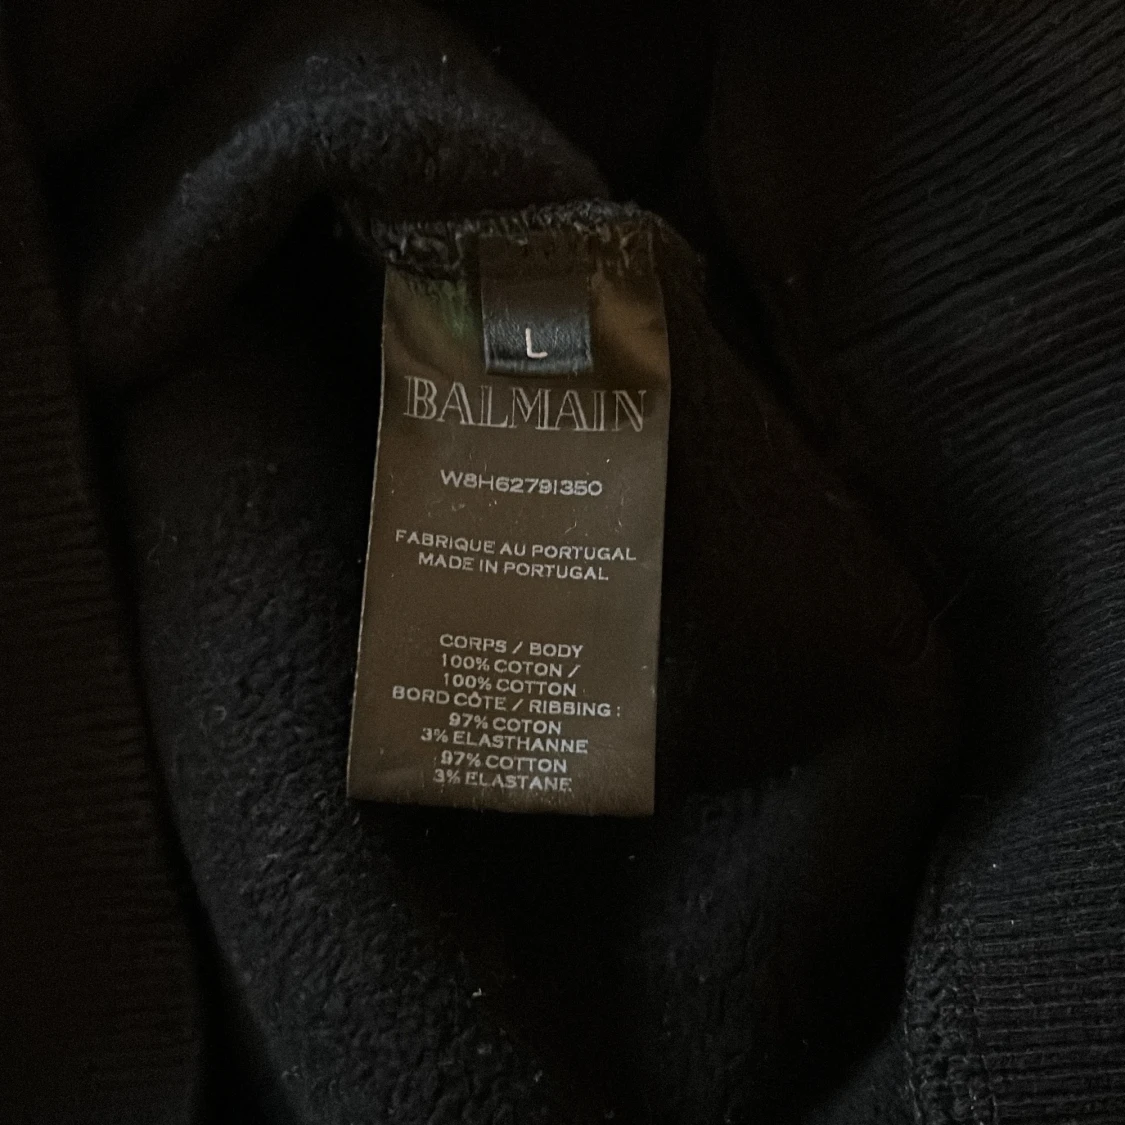 L
BALMAIN
W8H6279I350
FABRIQUE AU PORTUGAL
MADE IN PORTUGAL
CORPS / BODY
100% COTON /
100% COTTON
BORD CÔTE / RIBBING :
97% COTON
3% ELASTHANNE
97% COTTON
3% ELASTANE